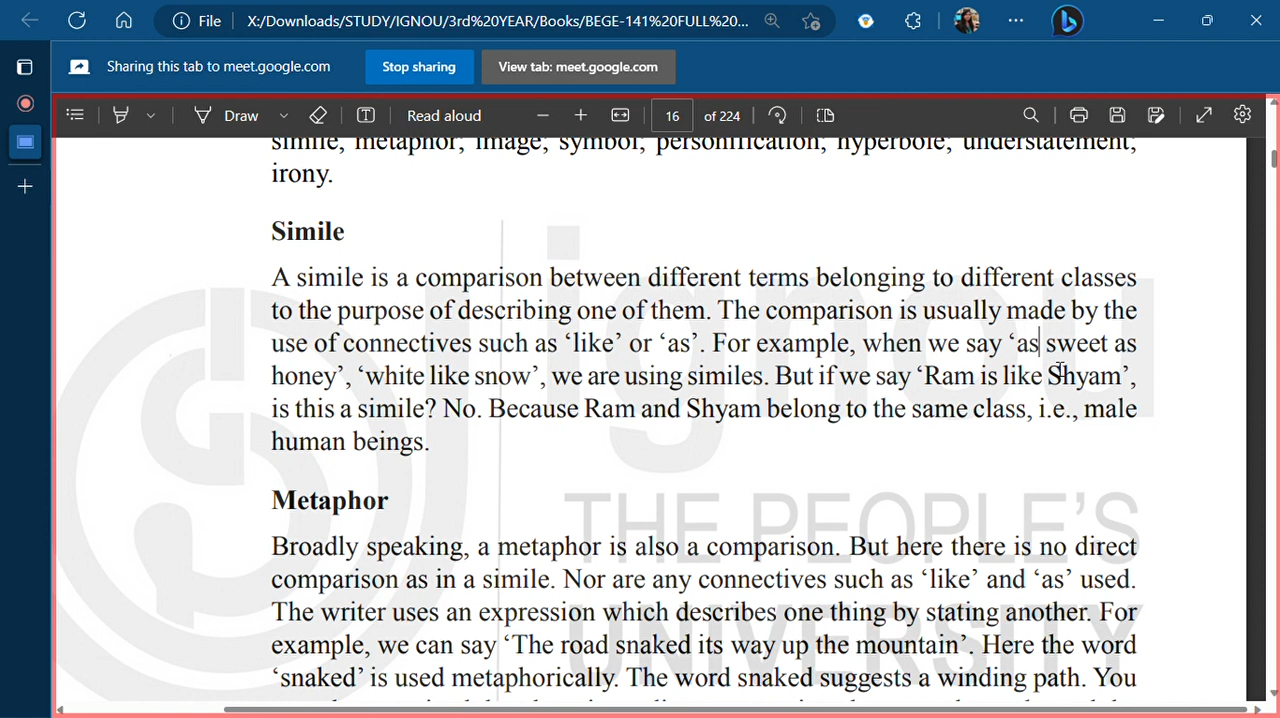 File X:/Downloads/STUDY/IGNOU/3rd%20YEAR/Books/BEGE-141%20FULL%20...
Sharing this tab to meet.google.com Stop sharing View tab: meet.google.com
Draw T Read aloud 16 of 224
simile, metaphor, image, symbol, personification, hyperbole, understatement,
irony.
Simile
A simile is a comparison between different terms belonging to different classes
to the purpose of describing one of them. The comparison is usually made by the
use of connectives such as ‘like’ or ‘as’. For example, when we say ‘as sweet as
honey’, ‘white like snow’, we are using similes. But if we say ‘Ram is like Shyam’,
is this a simile? No. Because Ram and Shyam belong to the same class, i.e., male
human beings.
Metaphor
Broadly speaking, a metaphor is also a comparison. But here there is no direct
comparison as in a simile. Nor are any connectives such as ‘like’ and ‘as’ used.
The writer uses an expression which describes one thing by stating another. For
example, we can say ‘The road snaked its way up the mountain’. Here the word
‘snaked’ is used metaphorically. The word snaked suggests a winding path. You
ignou
THE PEOPLE'S
UNIVERSITY